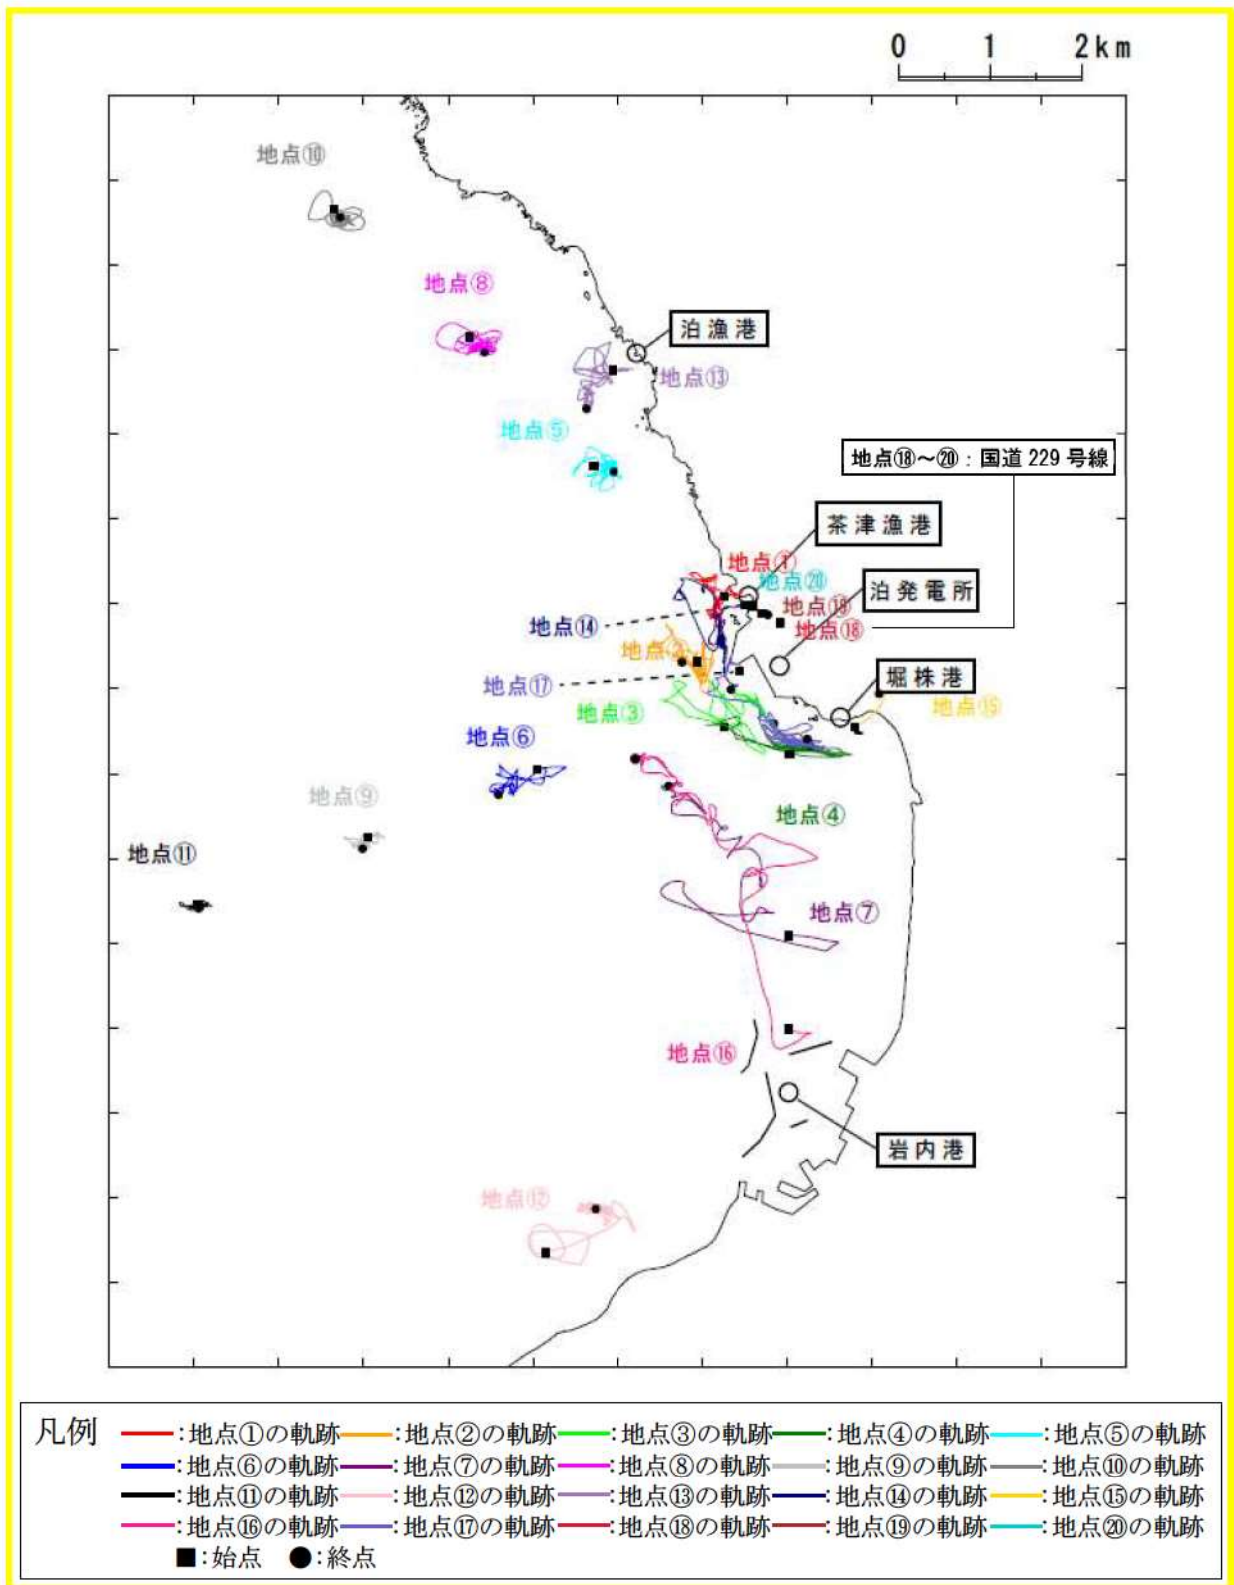 0 1 2km
地点⑩
地点⑧
泊漁港
地点⑬
地点⑤
地点⑱～⑳：国道229号線
茶津漁港
地点①
地点⑳
泊発電所
地点⑲
地点⑭
地点⑱
地点②
堀株港
地点⑰
地点③
地点⑮
地点⑥
地点⑨
地点④
地点⑪
地点⑦
地点⑯
岩内港
地点⑫
凡例 ：地点①の軌跡 ：地点②の軌跡 ：地点③の軌跡 ：地点④の軌跡 ：地点⑤の軌跡
：地点⑥の軌跡 ：地点⑦の軌跡 ：地点⑧の軌跡 ：地点⑨の軌跡 ：地点⑩の軌跡
：地点⑪の軌跡 ：地点⑫の軌跡 ：地点⑬の軌跡 ：地点⑭の軌跡 ：地点⑮の軌跡
：地点⑯の軌跡 ：地点⑰の軌跡 ：地点⑱の軌跡 ：地点⑲の軌跡 ：地点⑳の軌跡
■：始点 ●：終点